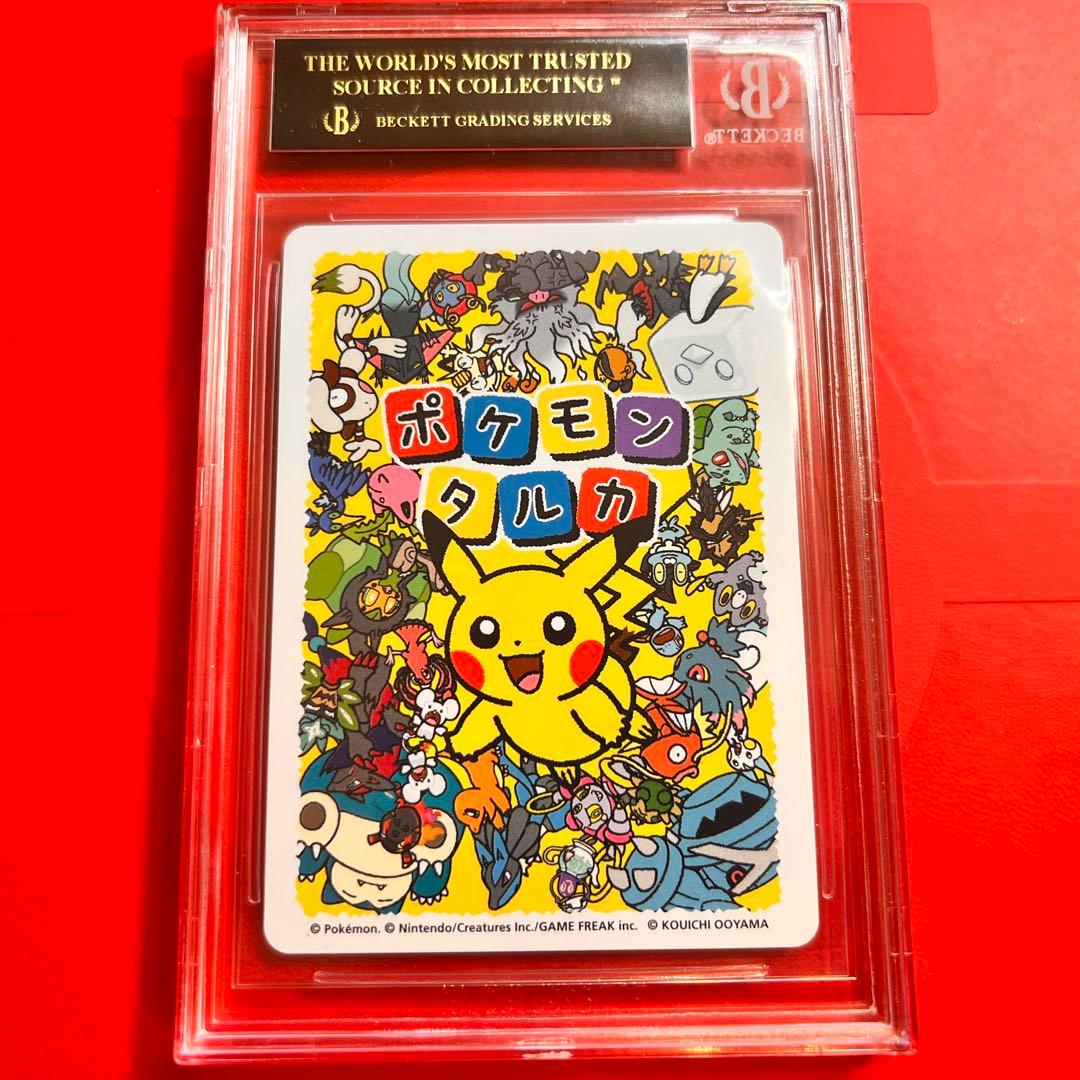 THE WORLD'S MOST TRUSTED
SOURCE IN COLLECTING ™
B BECKETT GRADING SERVICES
B
BECKETT®
ポケモン
タルカ
© Pokémon. © Nintendo/Creatures Inc./GAME FREAK inc. © KOUICHI OOYAMA